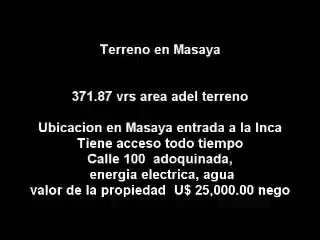 Terreno en Masaya
371.87 vrs area adel terreno
Ubicacion en Masaya entrada a la Inca
Tiene acceso todo tiempo
Calle 100 adoquinada,
energia electrica, agua
valor de la propiedad U$ 25,000.00 nego